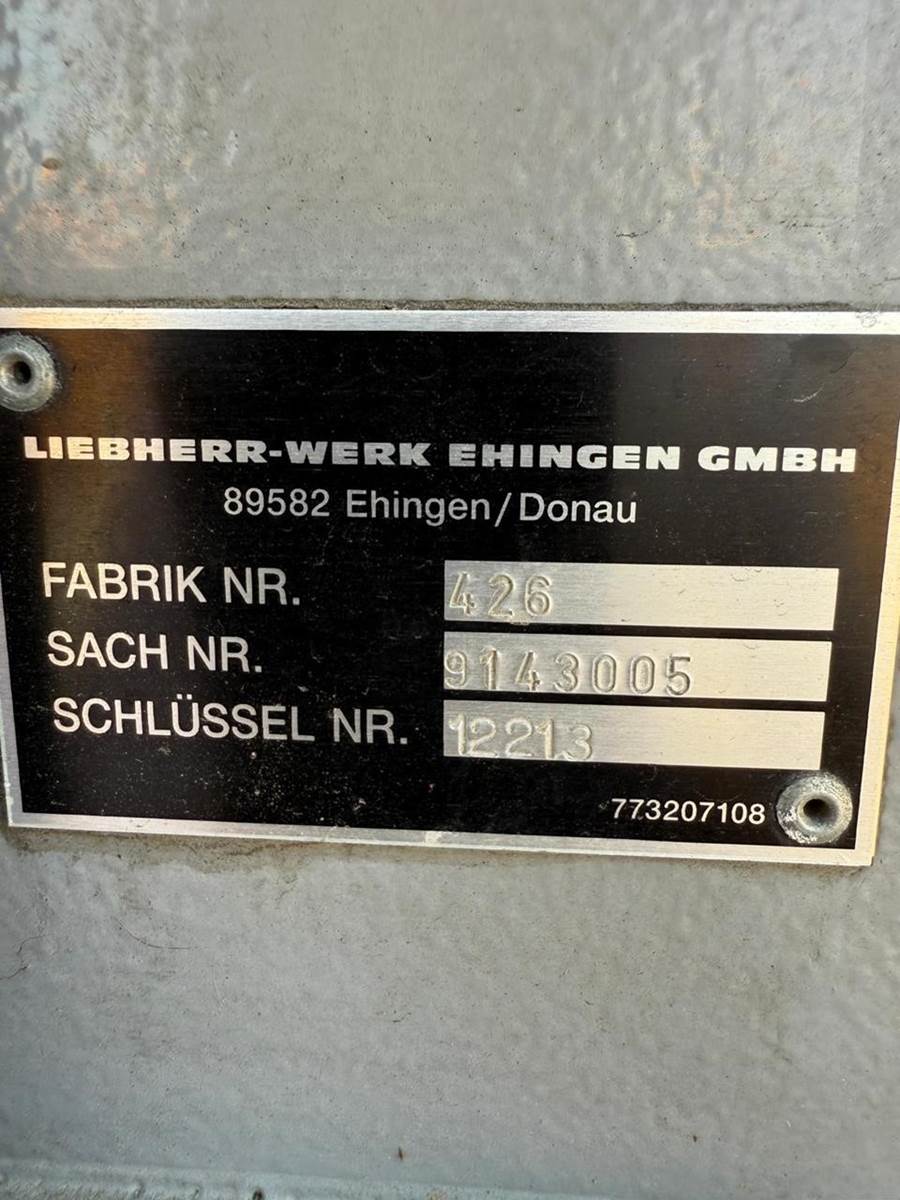 LIEBHERR-WERK EHINGEN GMBH
89582 Ehingen/Donau
FABRIK NR. 426
SACH NR. 9143005
SCHLÜSSEL NR. 12213
773207108